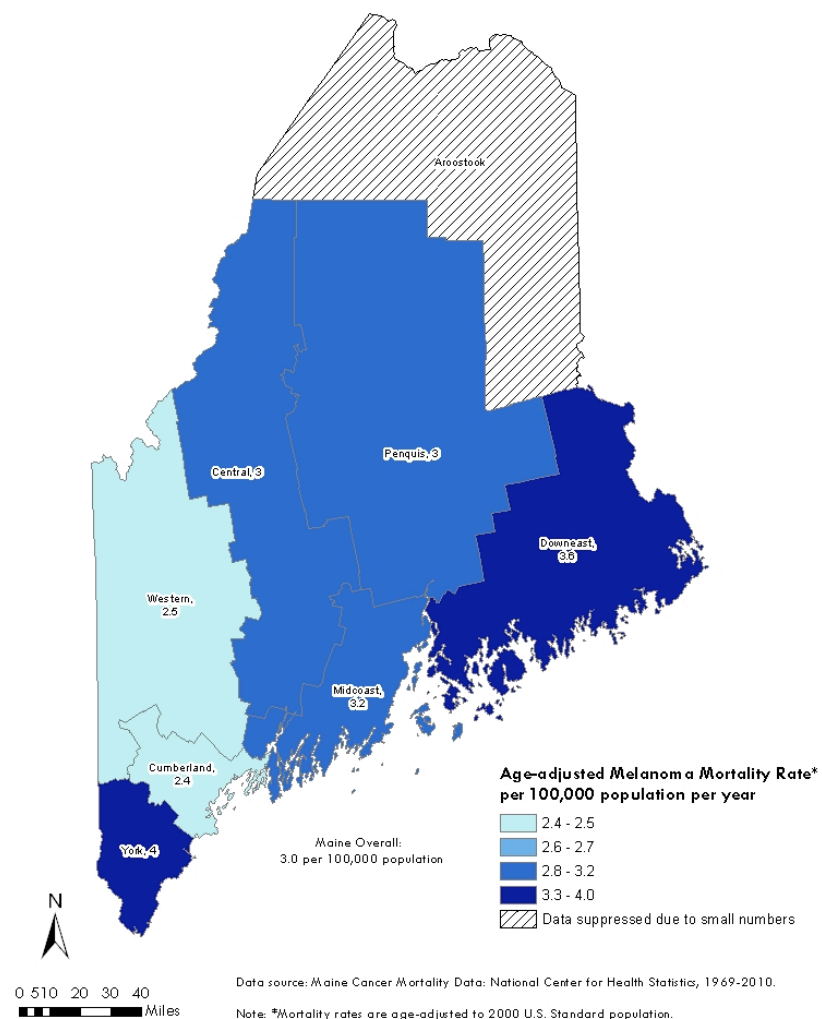 Aroostook
Central, 3
Penquis, 3
Downeast,
3.6
Western,
2.5
Midcoast,
3.2
Cumberland,
2.4
York, 4
Age-adjusted Melanoma Mortality Rate*
per 100,000 population per year
2.4 - 2.5
2.6 - 2.7
2.8 - 3.2
3.3 - 4.0
Data suppressed due to small numbers
Maine Overall:
3.0 per 100,000 population
N
0 5 10 20 30 40
Miles
Data source: Maine Cancer Mortality Data: National Center for Health Statistics, 1969-2010.
Note: *Mortality rates are age-adjusted to 2000 U.S. Standard population.